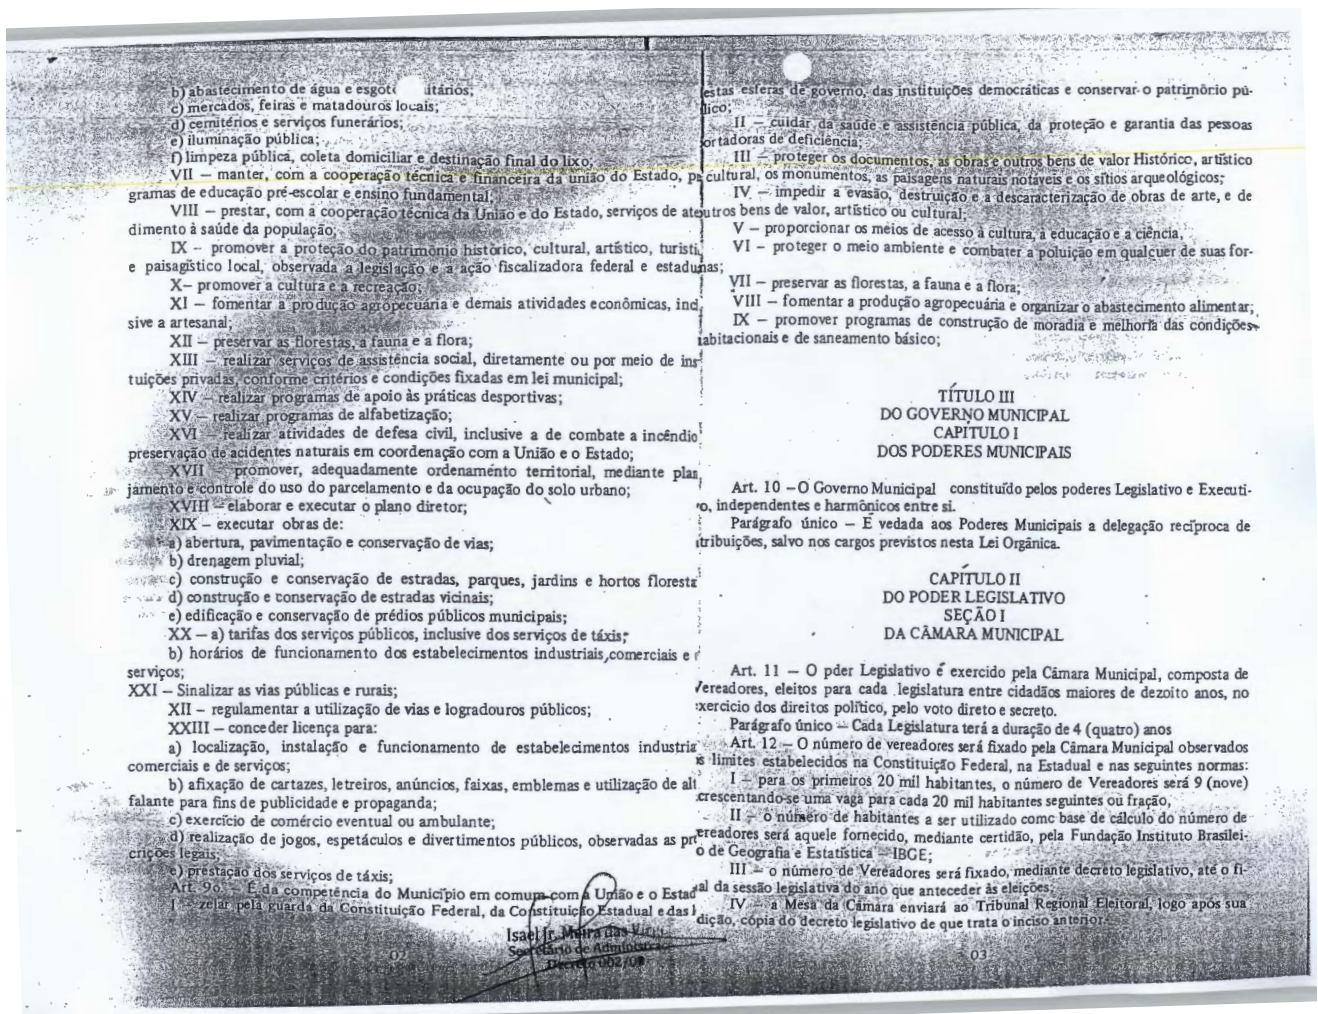 b) abastecimento de água e esgot itários;
c) mercados, feiras e matadouros locais;
d) cemitérios e serviços funerários;
e) iluminação pública;
f) limpeza pública, coleta domiciliar e destinação final do lixo;
VII — manter, com a cooperação técnica e financeira da união do Estado, p
gramas de educação pré-escolar e ensino fundamental;
VIII — prestar, com a cooperação técnica da União e do Estado, serviços de ate
dimento à saúde da população;
IX — promover a proteção do patrimônio histórico, cultural, artístico, turisti
e paisagístico local, observada a legislação e a ação fiscalizadora federal e estadu
X— promover a cultura e a recreação;
XI — fomentar a produção agropecuária e demais atividades econômicas, incl
sive a artesanal;
XII — preservar as florestas, a fauna e a flora;
XIII — realizar serviços de assistência social, diretamente ou por meio de ins
tuições privadas, conforme critérios e condições fixadas em lei municipal;
XIV — realizar programas de apoio às práticas desportivas;
XV — realizar programas de alfabetização;
XVI — realizar atividades de defesa civil, inclusive a de combate a incêndio
preservação de acidentes naturais em coordenação com a União e o Estado;
XVII — promover, adequadamente ordenamento territorial, mediante plan
jamento e controle do uso do parcelamento e da ocupação do solo urbano;
XVIII — elaborar e executar o plano diretor;
XIX — executar obras de:
a) abertura, pavimentação e conservação de vias;
b) drenagem pluvial;
c) construção e conservação de estradas, parques, jardins e hortos floresta
d) construção e conservação de estradas vicinais;
e) edificação e conservação de prédios públicos municipais;
XX — a) tarifas dos serviços públicos, inclusive dos serviços de táxis;
b) horários de funcionamento dos estabelecimentos industriais,comerciais e
serviços;
XXI — Sinalizar as vias públicas e rurais;
XII — regulamentar a utilização de vias e logradouros públicos;
XXIII — conceder licença para:
a) localização, instalação e funcionamento de estabelecimentos industria
comerciais e de serviços;
b) afixação de cartazes, letreiros, anúncios, faixas, emblemas e utilização de alt
falante para fins de publicidade e propaganda;
c) exercício de comércio eventual ou ambulante;
d) realização de jogos, espetáculos e divertimentos públicos, observadas as pr
crições legais;
e) prestação dos serviços de táxis;
Art. 9o. — É da competência do Município em comum com a União e o Estad
I — zelar pela guarda da Constituição Federal, da Constituição Estadual e das l
Isael Jr. Meira das
Secretário de Administra
Decreto 002/0
02
estas esferas de governo, das instituições democráticas e conservar o patrimôrio pú-
lico;
II — cuidar da saúde e assistência pública, da proteção e garantia das pessoas
ortadoras de deficiência;
III — proteger os documentos, as obras e outros bens de valor Histórico, artístico
cultural, os monumentos, as paisagens naturais notáveis e os sítios arqueológicos;
IV — impedir a evasão, destruição e a descaracterização de obras de arte, e de
outros bens de valor, artístico ou cultural;
V — proporcionar os meios de acesso à cultura, à educação e a ciência,
VI — proteger o meio ambiente e combater a poluição em qualcuer de suas for-
nas;
VII — preservar as florestas, a fauna e a flora;
VIII — fomentar a produção agropecuária e organizar o abastecimento alimentar;
IX — promover programas de construção de moradia e melhoria das condições
abitacionais e de saneamento básico;
TÍTULO III
DO GOVERNO MUNICIPAL
CAPÍTULO I
DOS PODERES MUNICIPAIS
Art. 10 —O Governo Municipal constituído pelos poderes Legislativo e Executi-
o, independentes e harmônicos entre si.
Parágrafo único — É vedada aos Poderes Municipais a delegação recíproca de
tribuições, salvo nos cargos previstos nesta Lei Orgânica.
CAPÍTULO II
DO PODER LEGISLATIVO
SEÇÃO I
DA CÂMARA MUNICIPAL
Art. 11 — O pder Legislativo é exercido pela Câmara Municipal, composta de
Vereadores, eleitos para cada legislatura entre cidadãos maiores de dezoito anos, no
exercicio dos direitos político, pelo voto direto e secreto.
Parágrafo único — Cada Legislatura terá a duração de 4 (quatro) anos
Art. 12 — O número de vereadores será fixado pela Câmara Municipal observados
s limites estabelecidos na Constituição Federal, na Estadual e nas seguintes normas:
I — para os primeiros 20 mil habitantes, o número de Vereadores será 9 (nove)
crescentando-se uma vaga para cada 20 mil habitantes seguintes ou fração,
II — o número de habitantes a ser utilizado comc base de cálculo do número de
ereadores será aquele fornecido, mediante certidão, pela Fundação Instituto Brasilei-
o de Geografia e Estatística — IBGE;
III — o número de Vereadores será fixado, mediante decreto legislativo, até o fi-
al da sessão legislativa do ano que anteceder às eleições;
IV — a Mesa da Câmara enviará ao Tribunal Regional Eleitoral, logo após sua
dição, cópia do decreto legislativo de que trata o inciso anterior.
03